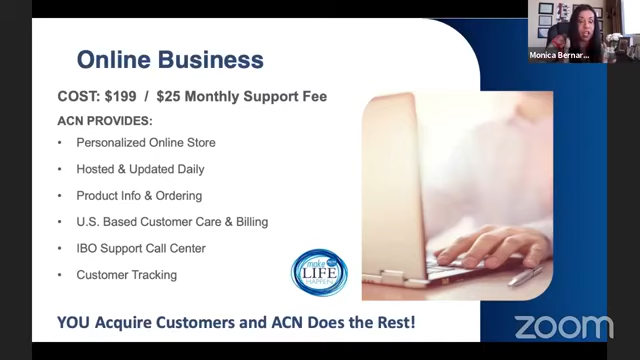 Online Business
COST: $199 / $25 Monthly Support Fee
ACN PROVIDES:
• Personalized Online Store
• Hosted & Updated Daily
• Product Info & Ordering
• U.S. Based Customer Care & Billing
• IBO Support Call Center
• Customer Tracking
make
LIFE
HAPPEN
YOU Acquire Customers and ACN Does the Rest!
Monica Bernar...
zoom